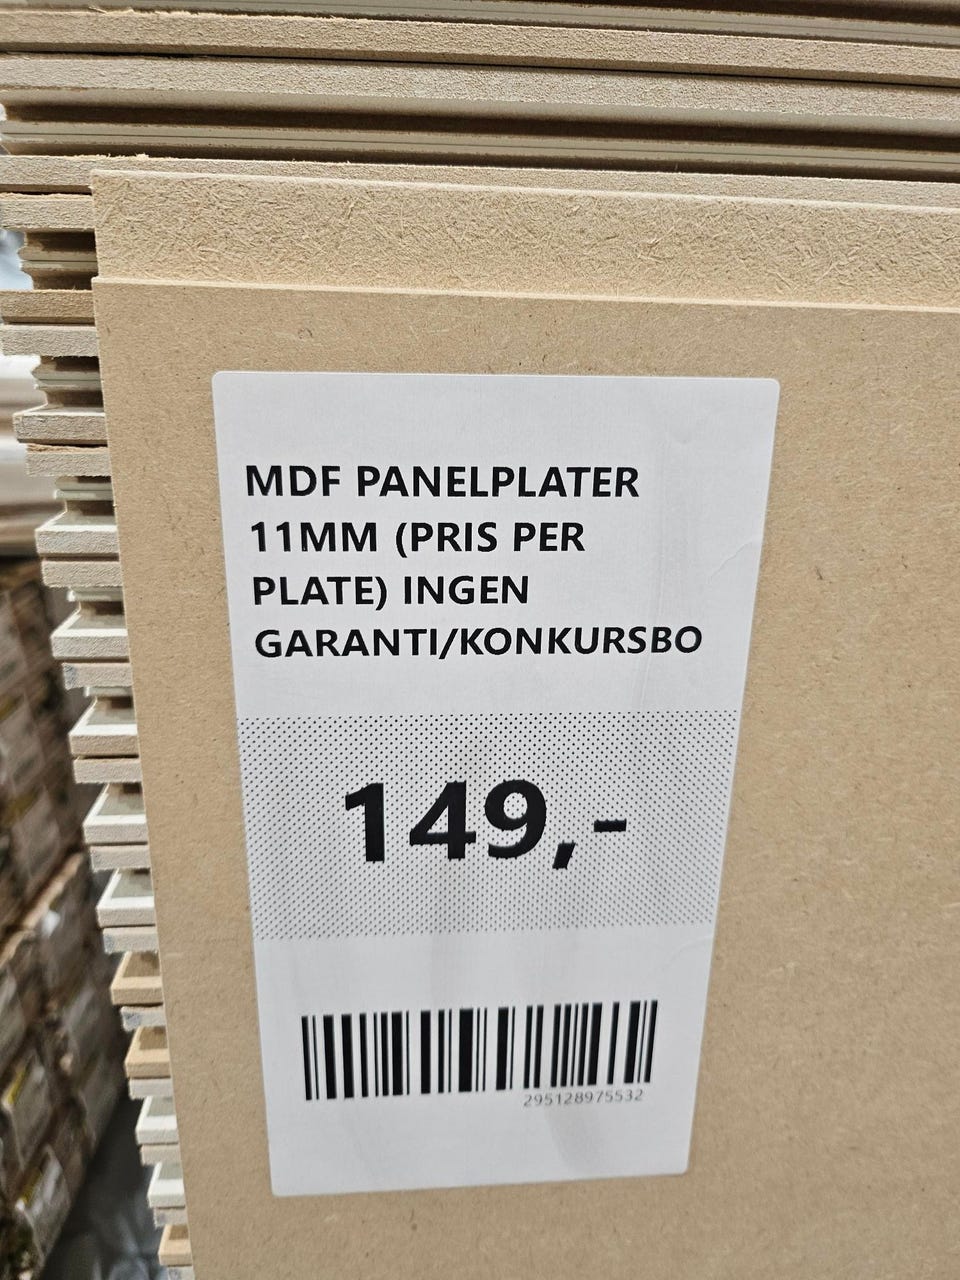 MDF PANELPLATER
11MM (PRIS PER
PLATE) INGEN
GARANTI/KONKURSBO
149,-
295128975532